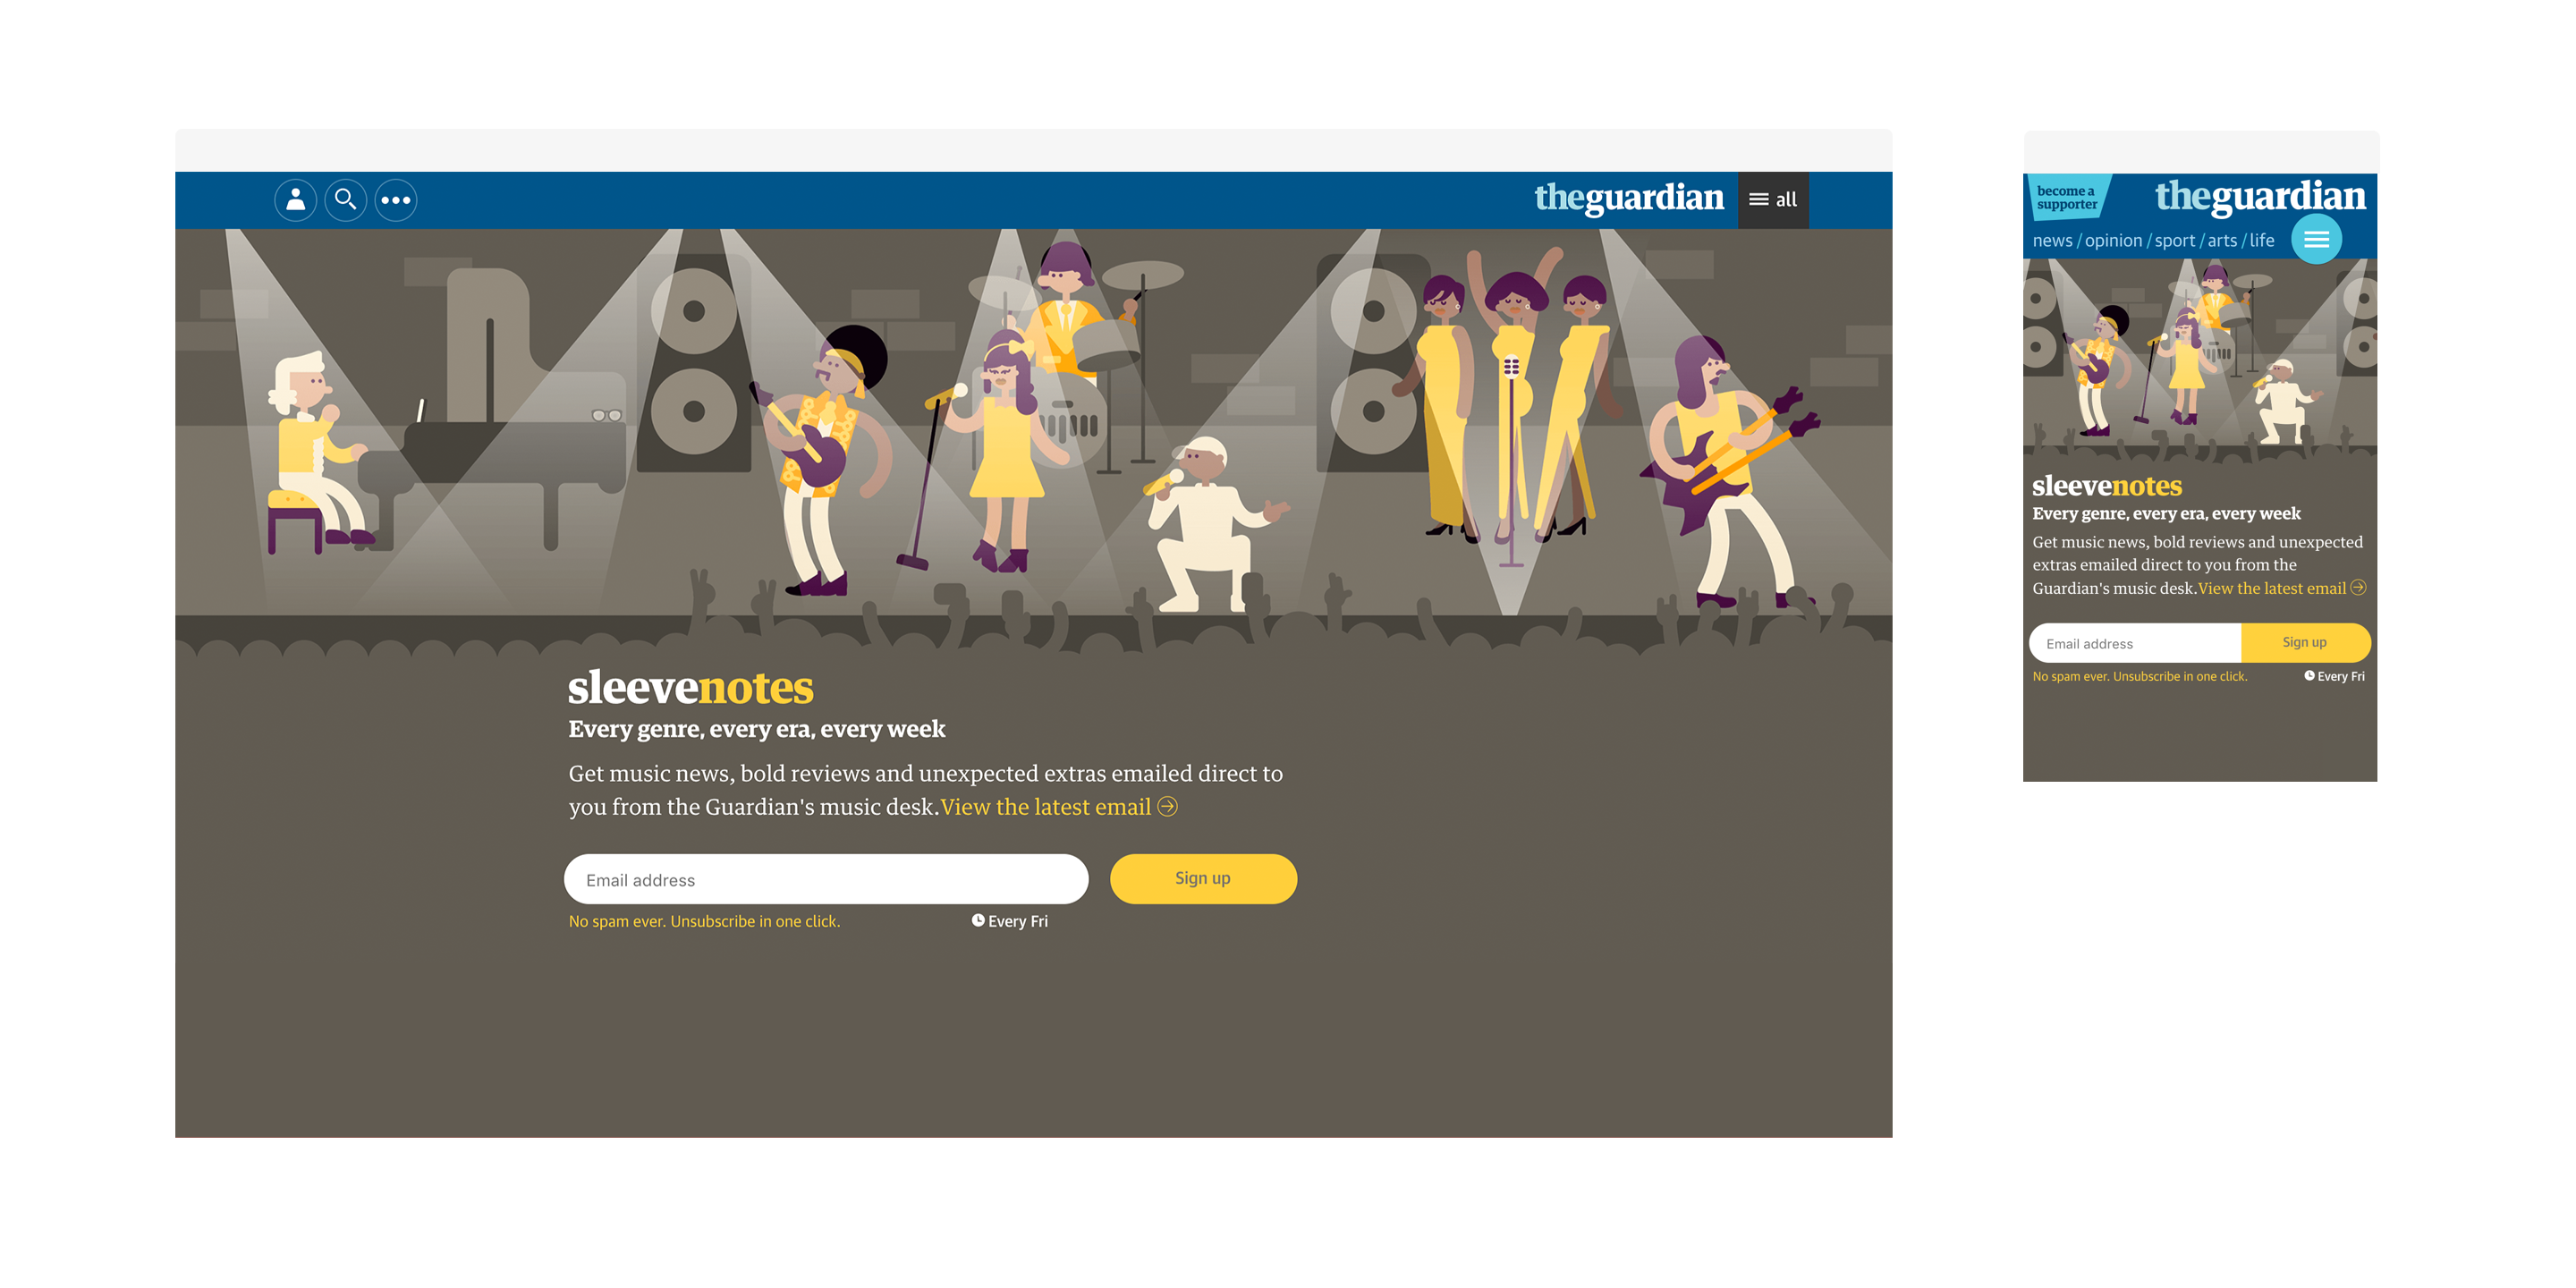 theguardian
all
sleevenotes
Every genre, every era, every week
Get music news, bold reviews and unexpected extras emailed direct to
you from the Guardian's music desk.View the latest email
Email address
Sign up
No spam ever. Unsubscribe in one click.
Every Fri
become a
supporter
theguardian
news / opinion / sport / arts / life
sleevenotes
Every genre, every era, every week
Get music news, bold reviews and unexpected
extras emailed direct to you from the
Guardian's music desk.View the latest email
Email address
Sign up
No spam ever. Unsubscribe in one click.
Every Fri